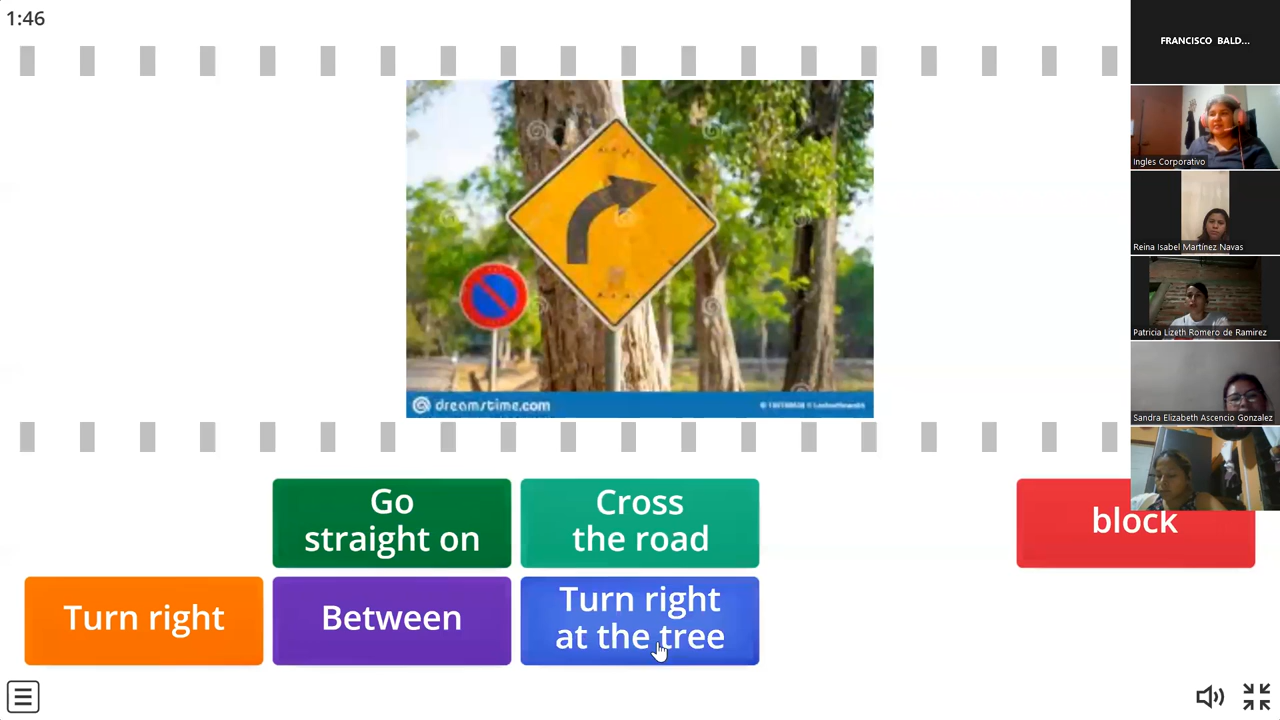 1:46
FRANCISCO BALD...
Ingles Corporativo
Reina Isabel Martínez Navas
Patricia Lizeth Romero de Ramirez
Sandra Elizabeth Ascencio Gonzalez
dreamstime.com
Go
straight on
Cross
the road
block
Turn right
Between
Turn right
at the tree